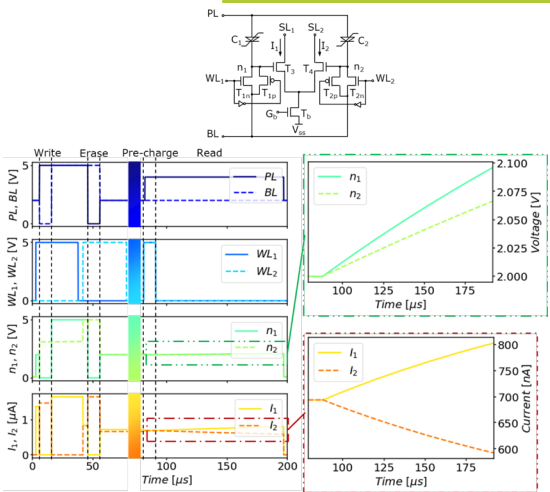 PL
SL1 SL2
C1 I1 I2 C2
n1 T3 T4 n2
WL1 T1n T1p T2p T2n WL2
Gb Tb
Vss
BL
Write Erase Pre-charge Read
PL, BL [V]
5
0
PL
BL
WL1, WL2 [V]
5
0
WL1
WL2
n1, n2 [V]
5
0
n1
n2
I1, I2 [μA]
1
0
I1
I2
0 50 100 150 200
Time [μs]
n1
n2
2.100
2.075
2.050
2.025
2.000
Voltage [V]
100 125 150 175
Time [μs]
I1
I2
800
750
700
650
600
Current [nA]
100 125 150 175
Time [μs]